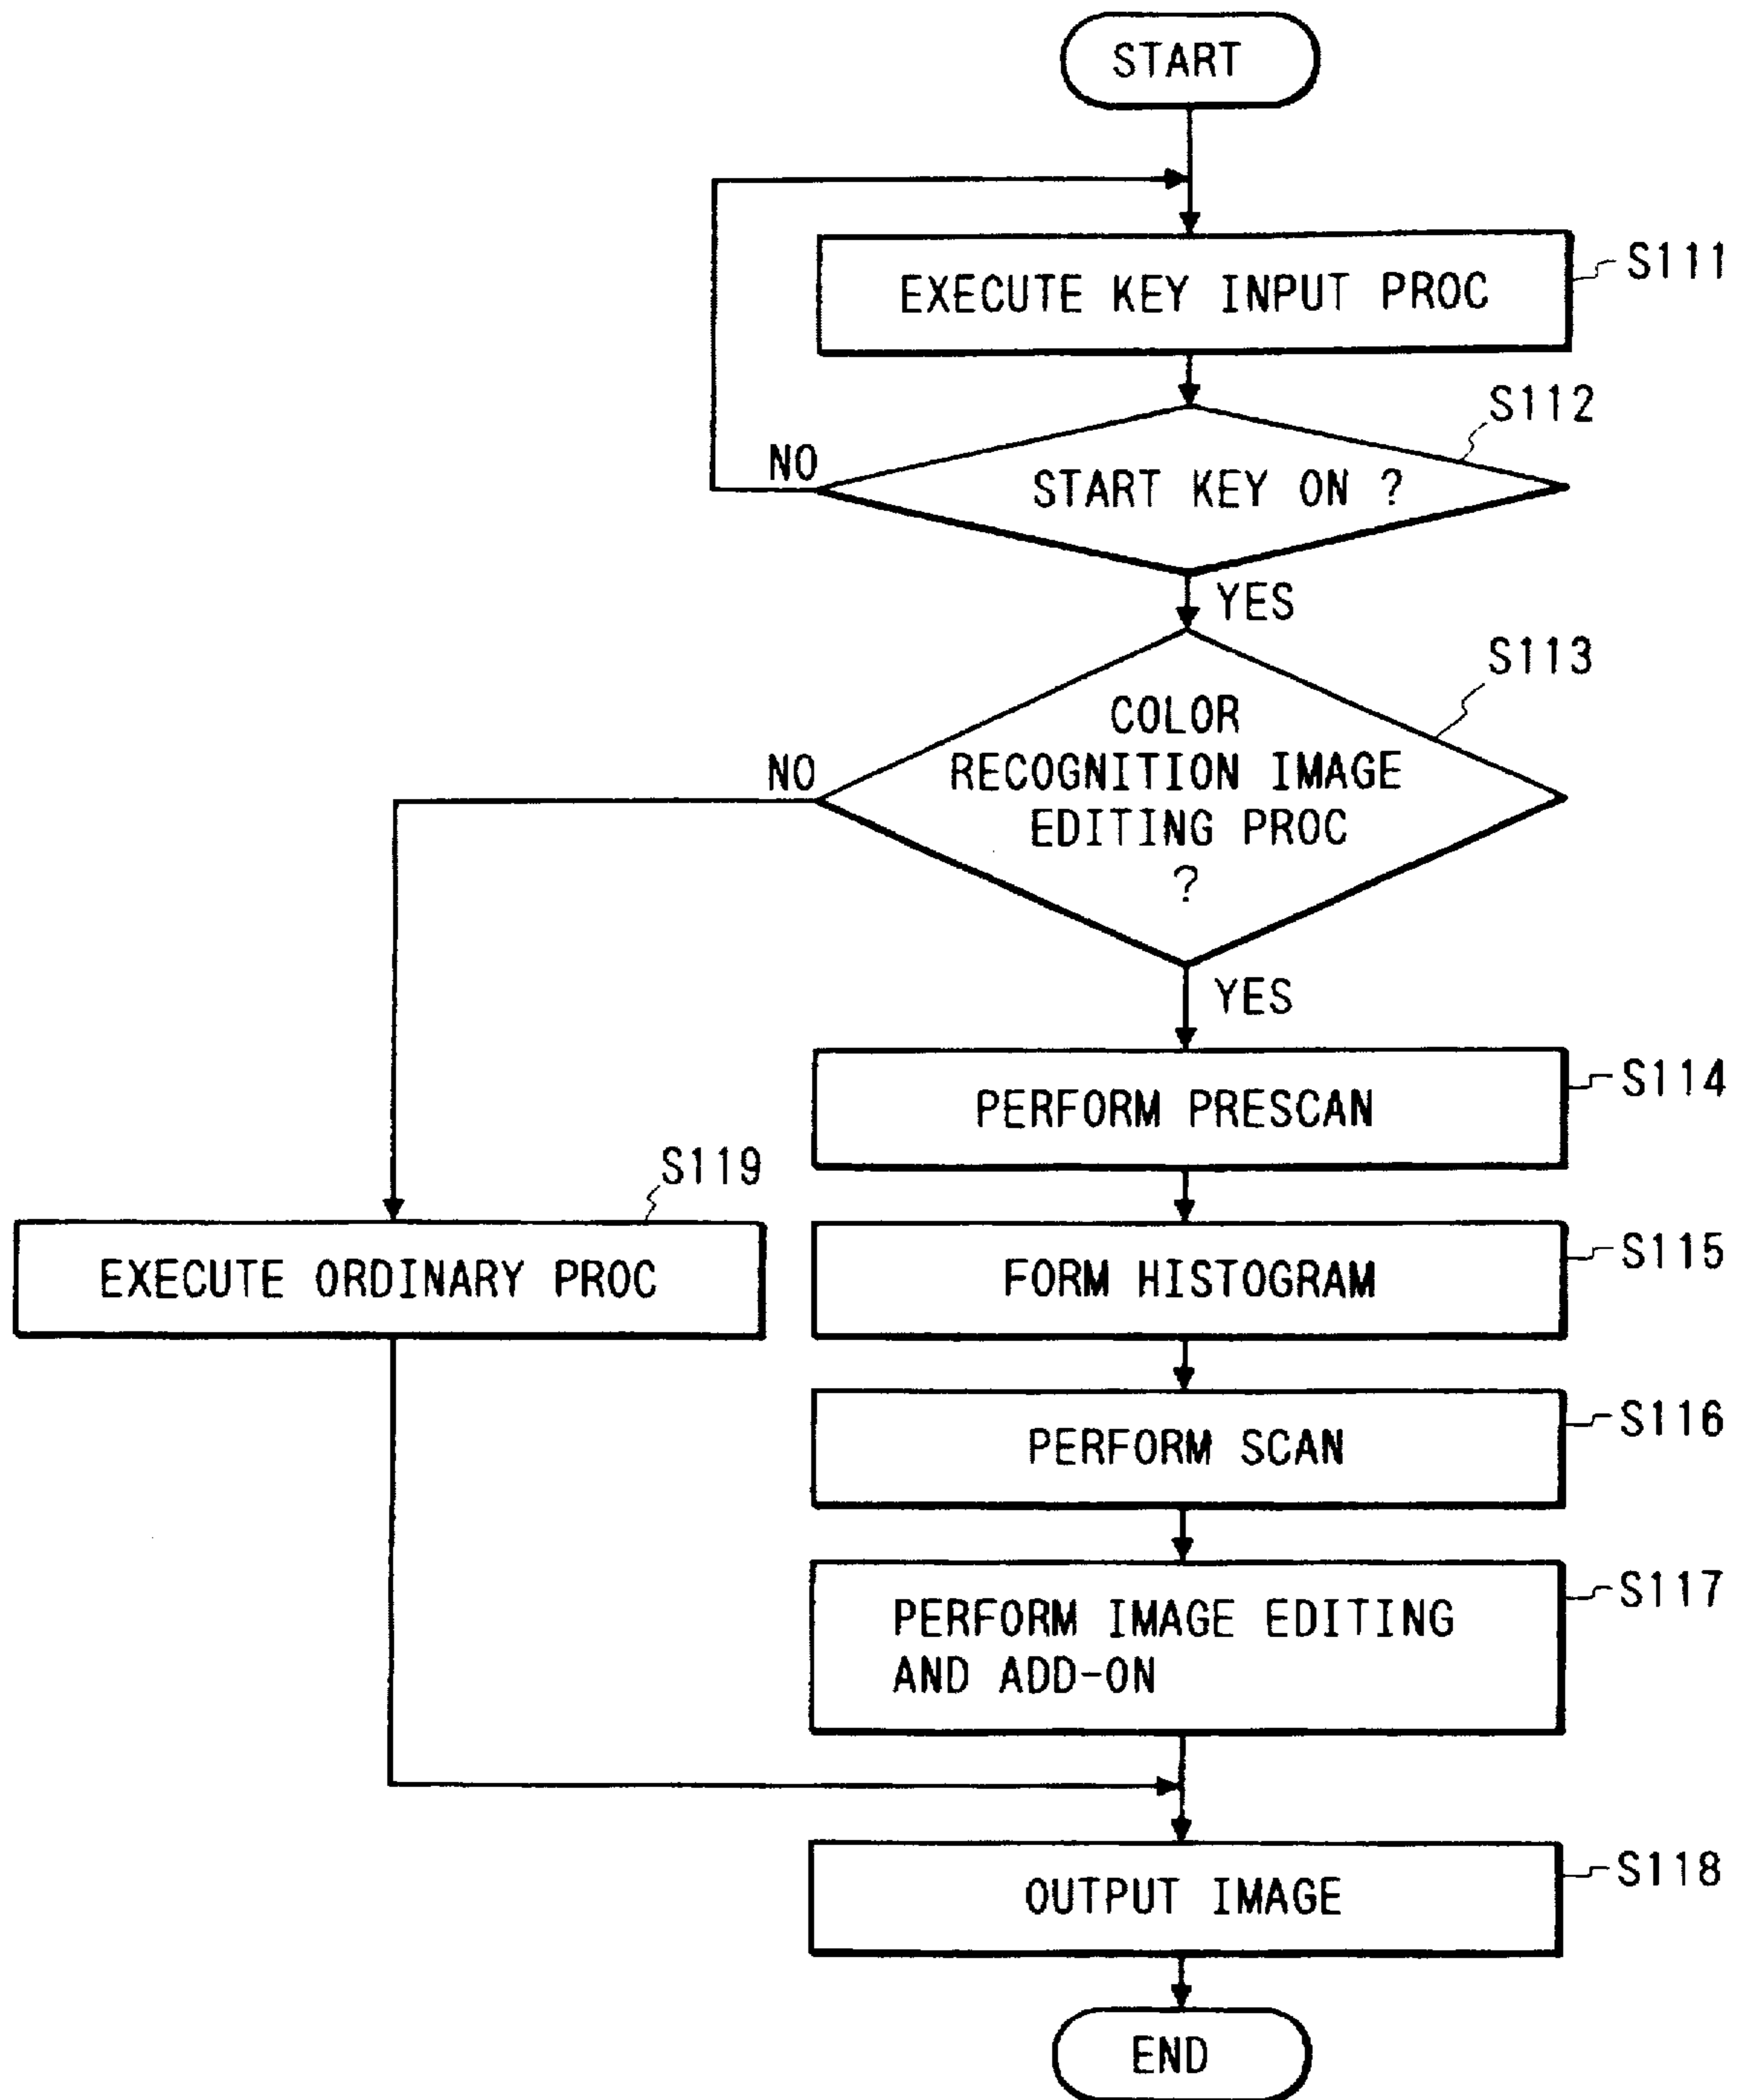 START
EXECUTE KEY INPUT PROC
S111
START KEY ON ?
S112
NO
YES
COLOR
RECOGNITION IMAGE
EDITING PROC
?
S113
NO
YES
PERFORM PRESCAN
S114
EXECUTE ORDINARY PROC
S119
FORM HISTOGRAM
S115
PERFORM SCAN
S116
PERFORM IMAGE EDITING
AND ADD-ON
S117
OUTPUT IMAGE
S118
END